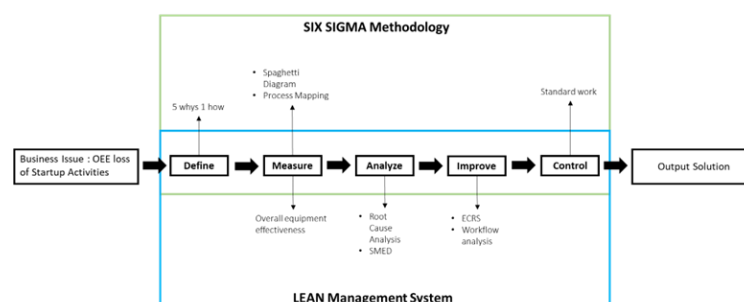 SIX SIGMA Methodology
• Spaghetti
Diagram
• Process Mapping
5 whys 1 how
Standard work
Business Issue : OEE loss
of Startup Activities
Define
Measure
Analyze
Improve
Control
Output Solution
Overall equipment
effectiveness
• Root
Cause
Analysis
• SMED
• ECRS
• Workflow
analysis
LEAN Management System